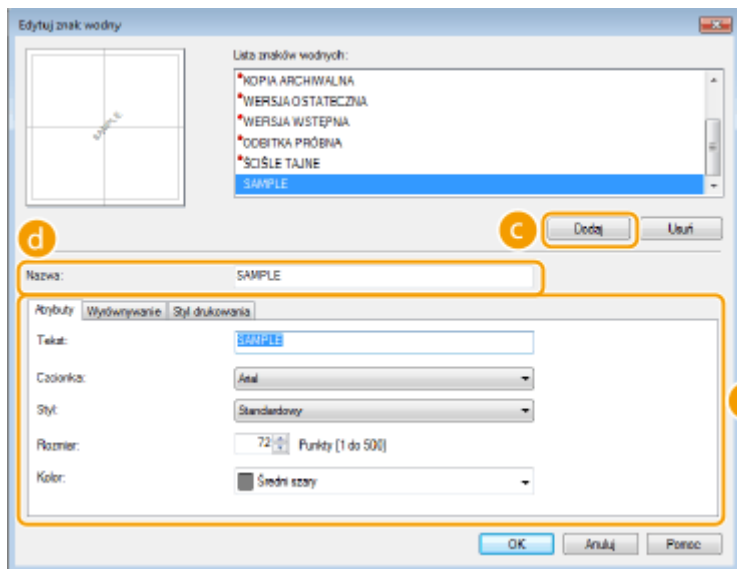 Edytuj znak wodny
Lista znaków wodnych:
SAMPLE
*KOPIA ARCHIWALNA
*WERSJA OSTATECZNA
*WERSJA WSTĘPNA
*ODBITKA PRÓBNA
*ŚCIŚLE TAJNE
SAMPLE
d
c
Dodaj
Usuń
Nazwa: SAMPLE
Atrybuty Wyrównywanie Styl drukowania
Tekst: SAMPLE
Czcionka: Arial
Styl: Standardowy
Rozmiar: 72 Punkty [1 do 500]
Kolor: Średni szary
OK Anuluj Pomoc